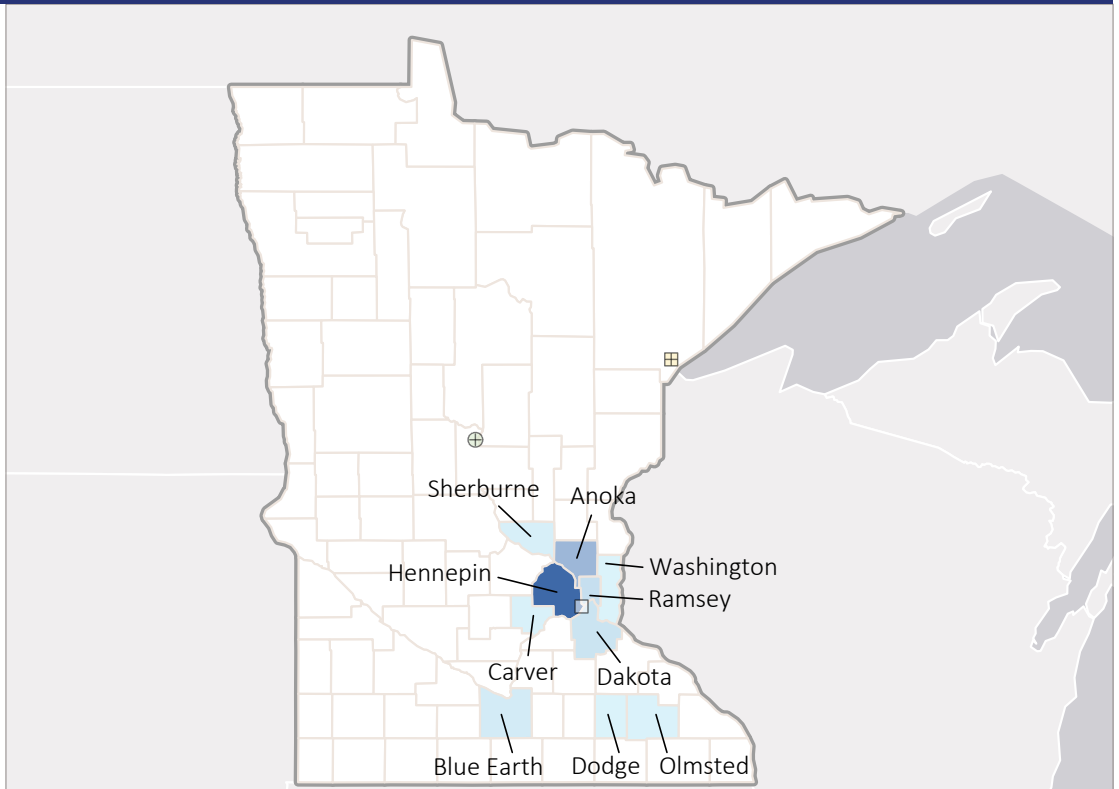 Sherburne
Anoka
Hennepin
Washington
Ramsey
Carver
Dakota
Blue Earth
Dodge
Olmsted